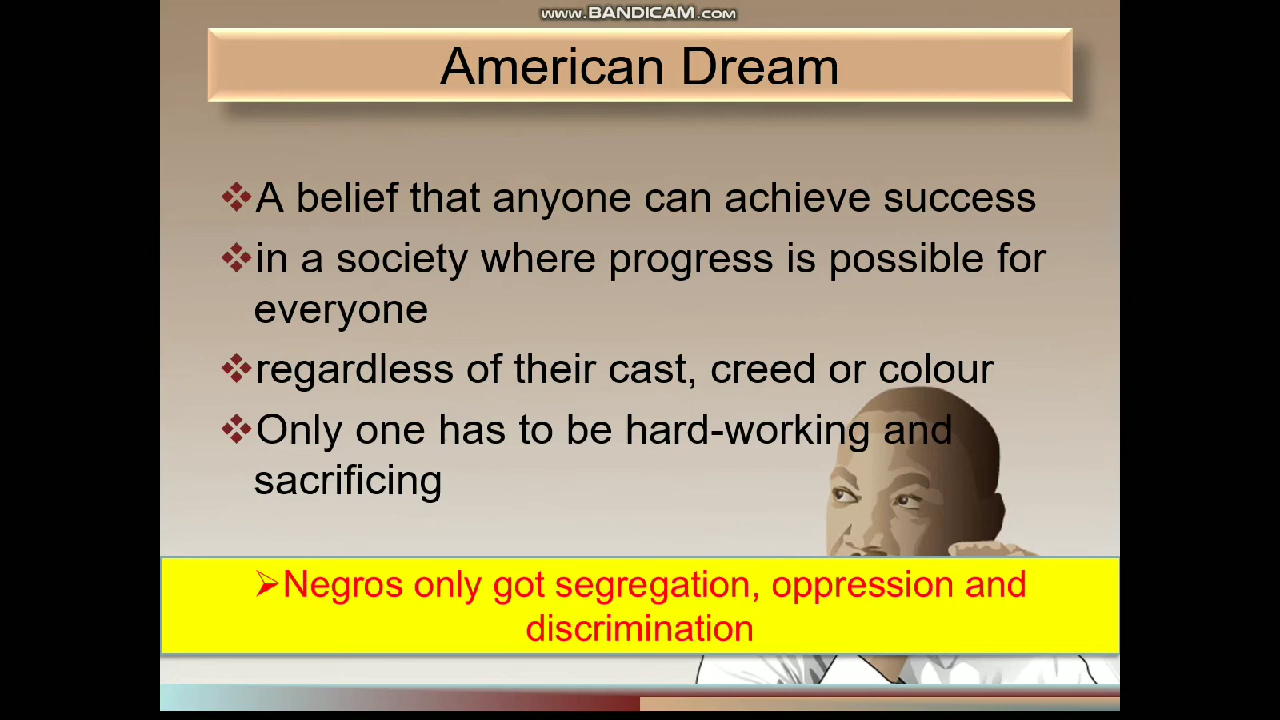 www.BANDICAM.com
American Dream
❖A belief that anyone can achieve success
❖in a society where progress is possible for
everyone
❖regardless of their cast, creed or colour
❖Only one has to be hard-working and
sacrificing
➢Negros only got segregation, oppression and
discrimination